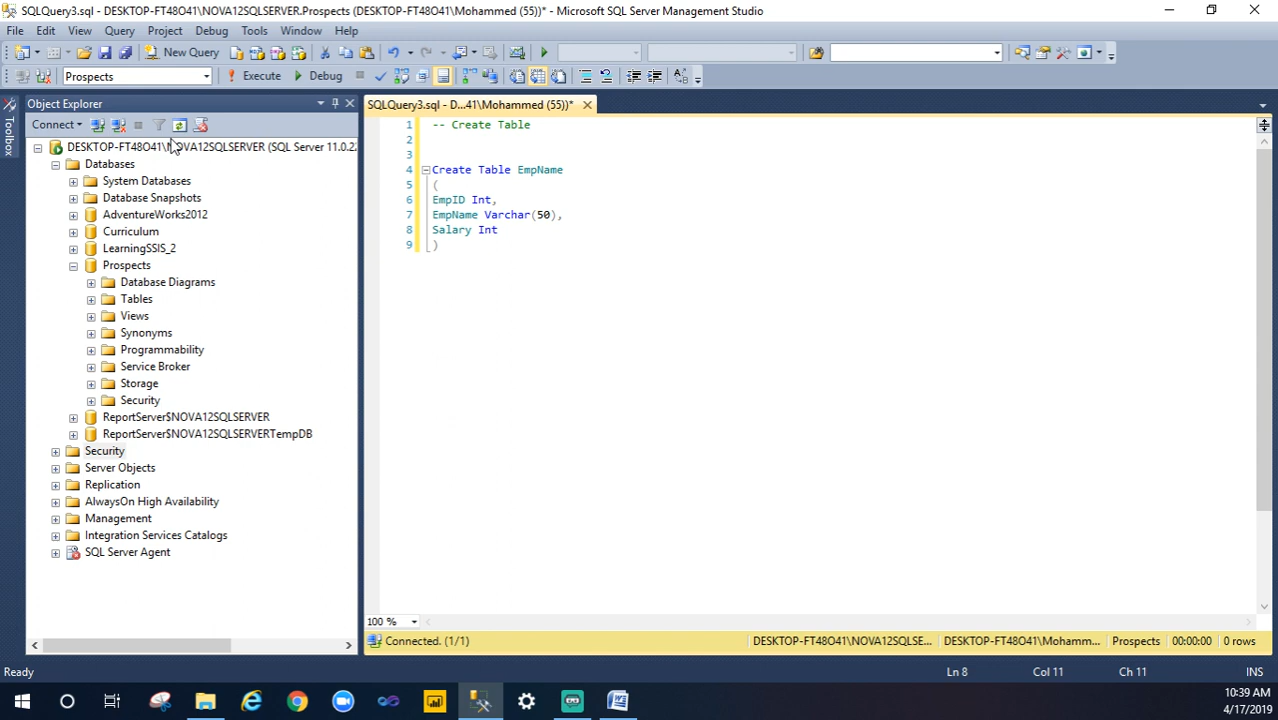 SQLQuery3.sql - DESKTOP-FT48O41\NOVA12SQLSERVER.Prospects (DESKTOP-FT48O41\Mohammed (55))* - Microsoft SQL Server Management Studio
File Edit View Query Project Debug Tools Window Help
New Query
Prospects Execute Debug
Toolbox
Object Explorer
Connect
DESKTOP-FT48O41\NOVA12SQLSERVER (SQL Server 11.0.22
Databases
System Databases
Database Snapshots
AdventureWorks2012
Curriculum
LearningSSIS_2
Prospects
Database Diagrams
Tables
Views
Synonyms
Programmability
Service Broker
Storage
Security
ReportServer$NOVA12SQLSERVER
ReportServer$NOVA12SQLSERVERTempDB
Security
Server Objects
Replication
AlwaysOn High Availability
Management
Integration Services Catalogs
SQL Server Agent
SQLQuery3.sql - D...41\Mohammed (55))*
1 -- Create Table
2
3
4 Create Table EmpName
5 (
6 EmpID Int,
7 EmpName Varchar(50),
8 Salary Int
9 )
100 %
Connected. (1/1) DESKTOP-FT48O41\NOVA12SQLSE... DESKTOP-FT48O41\Mohamm... Prospects 00:00:00 0 rows
Ready Ln 8 Col 11 Ch 11 INS
10:39 AM
4/17/2019